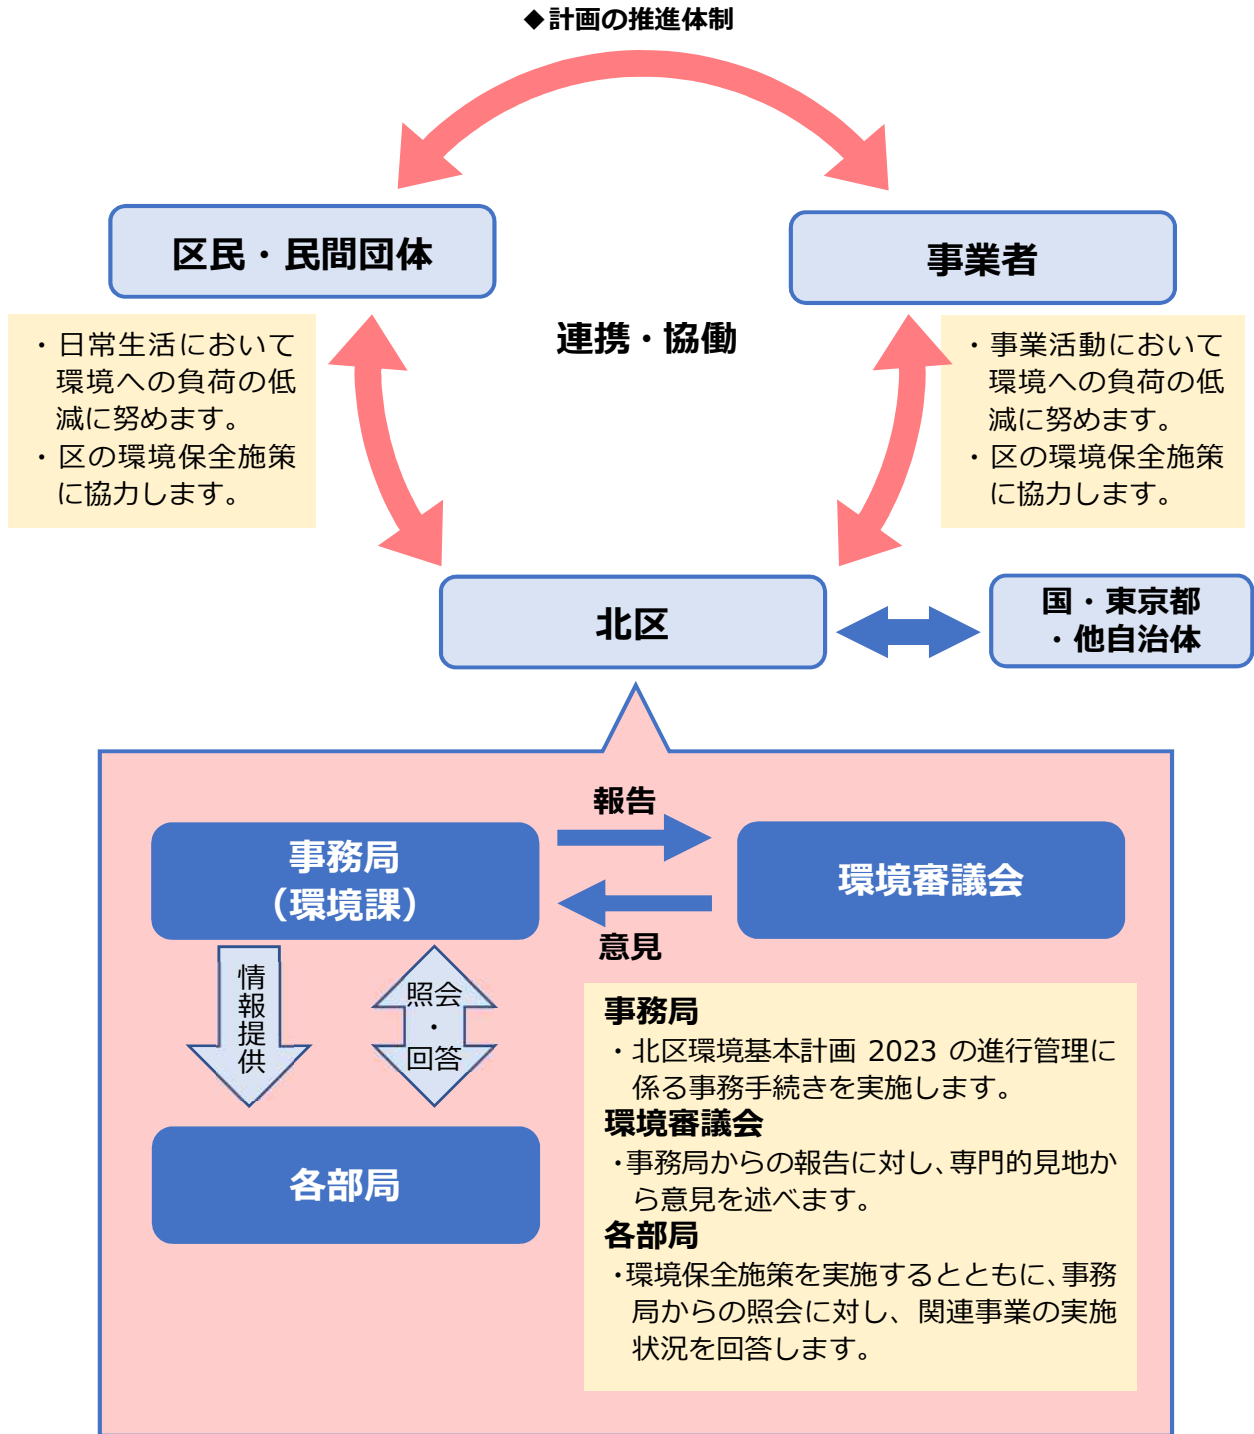 ◆計画の推進体制
区民・民間団体
事業者
連携・協働
・日常生活において
環境への負荷の低
減に努めます。
・区の環境保全施策
に協力します。
・事業活動において
環境への負荷の低
減に努めます。
・区の環境保全施策
に協力します。
北区
国・東京都
・他自治体
報告
事務局
（環境課）
環境審議会
意見
情報提供
照会
・
回答
各部局
事務局
・北区環境基本計画 2023 の進行管理に
係る事務手続きを実施します。
環境審議会
・事務局からの報告に対し、専門的見地か
ら意見を述べます。
各部局
・環境保全施策を実施するとともに、事務
局からの照会に対し、関連事業の実施
状況を回答します。